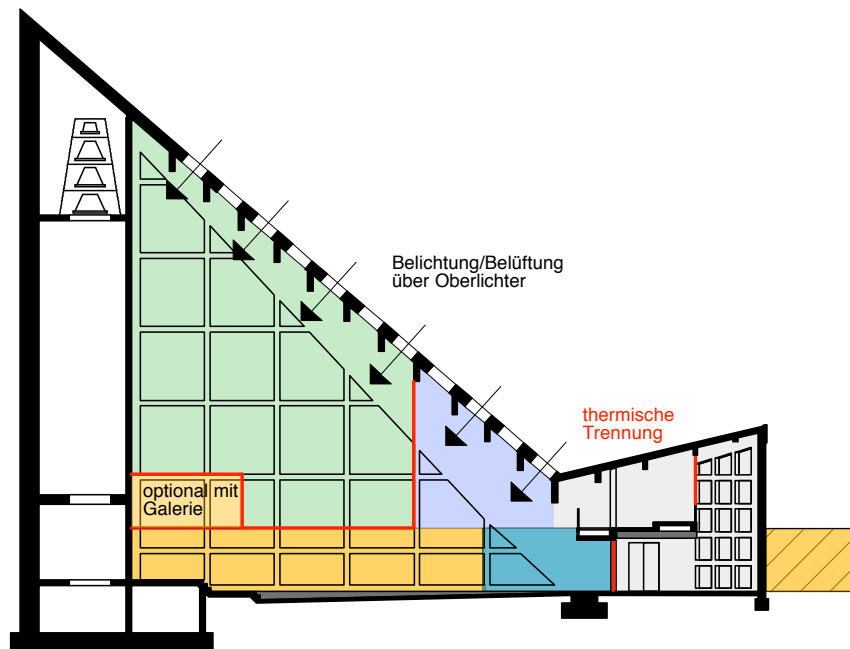 Belichtung/Belüftung
über Oberlichter
thermische
Trennung
optional mit
Galerie